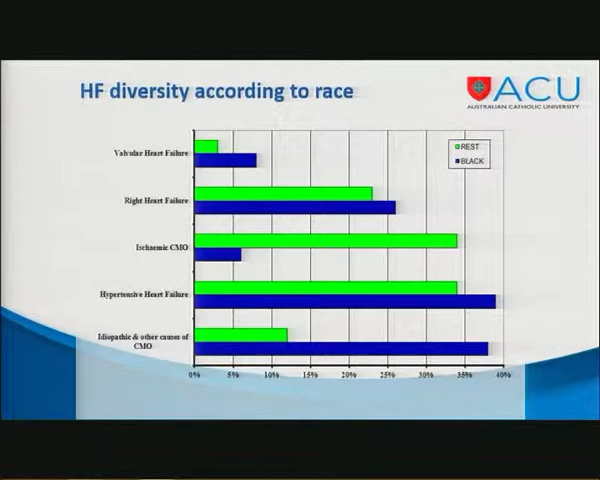 HF diversity according to race
ACU
AUSTRALIAN CATHOLIC UNIVERSITY
REST
BLACK
Valvular Heart Failure
Right Heart Failure
Ischaemic CMO
Hypertensive Heart Failure
Idiopathic & other causes of
CMO
0% 5% 10% 15% 20% 25% 30% 35% 40%